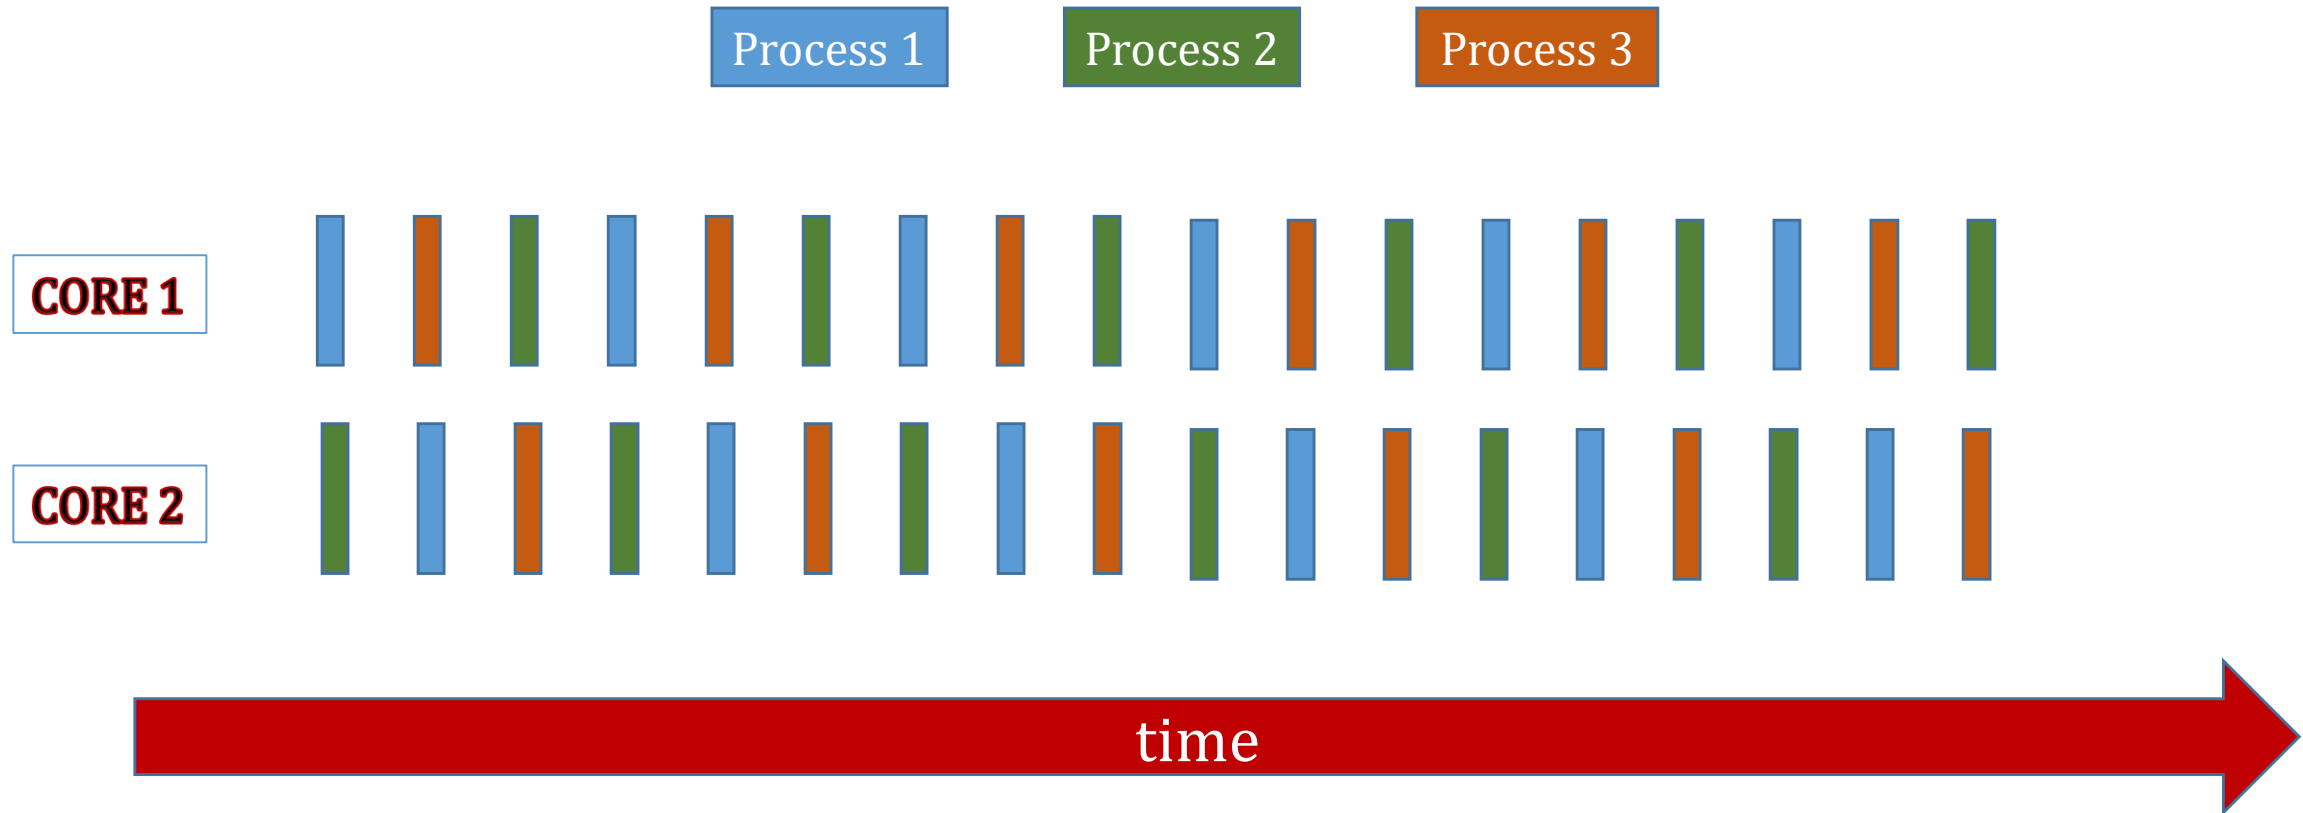 Process 1
Process 2
Process 3
CORE 1
CORE 2
time